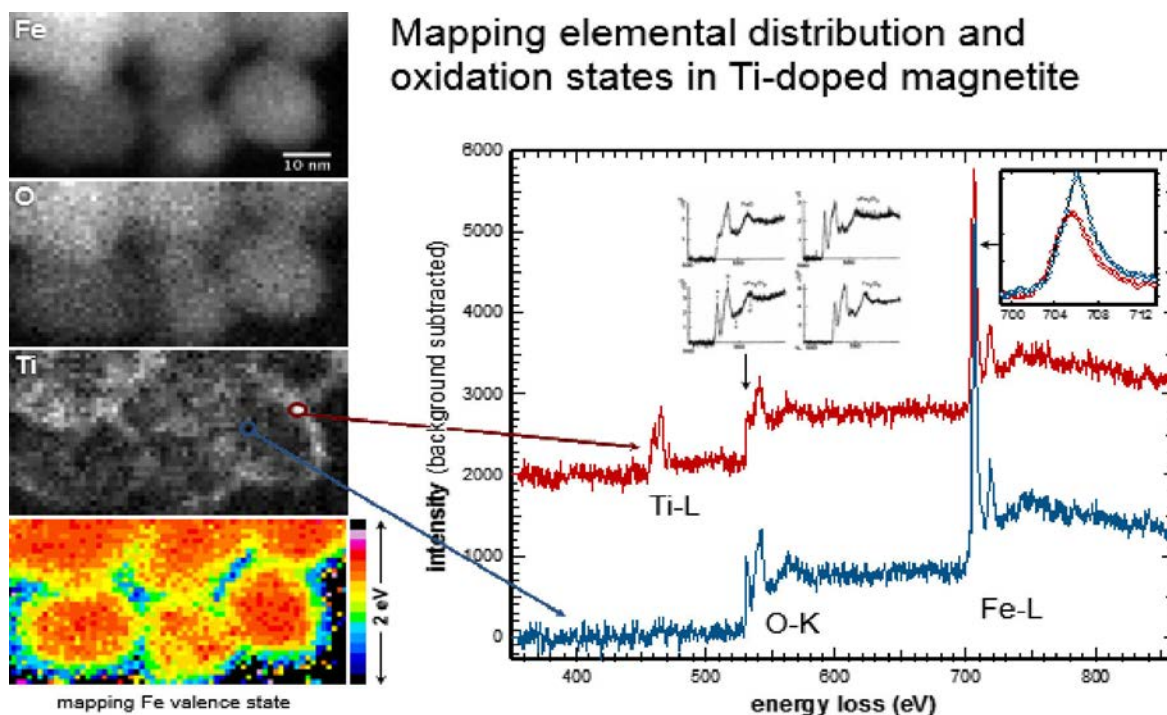 Mapping elemental distribution and
oxidation states in Ti-doped magnetite
Fe
10 nm
O
Ti
2 eV
mapping Fe valence state
intensity (background subtracted)
6000
5000
4000
3000
2000
1000
0
Ti-L
O-K
Fe-L
700 704 708 712
400 500 600 700 800
energy loss (eV)